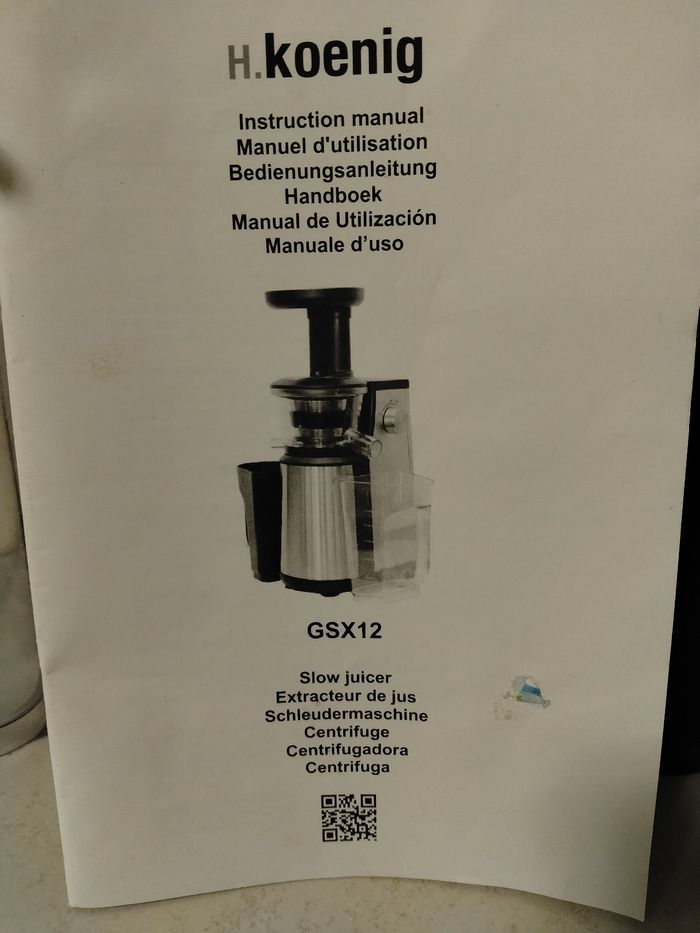 H.koenig
Instruction manual
Manuel d'utilisation
Bedienungsanleitung
Handboek
Manual de Utilización
Manuale d’uso
GSX12
Slow juicer
Extracteur de jus
Schleudermaschine
Centrifuge
Centrifugadora
Centrifuga